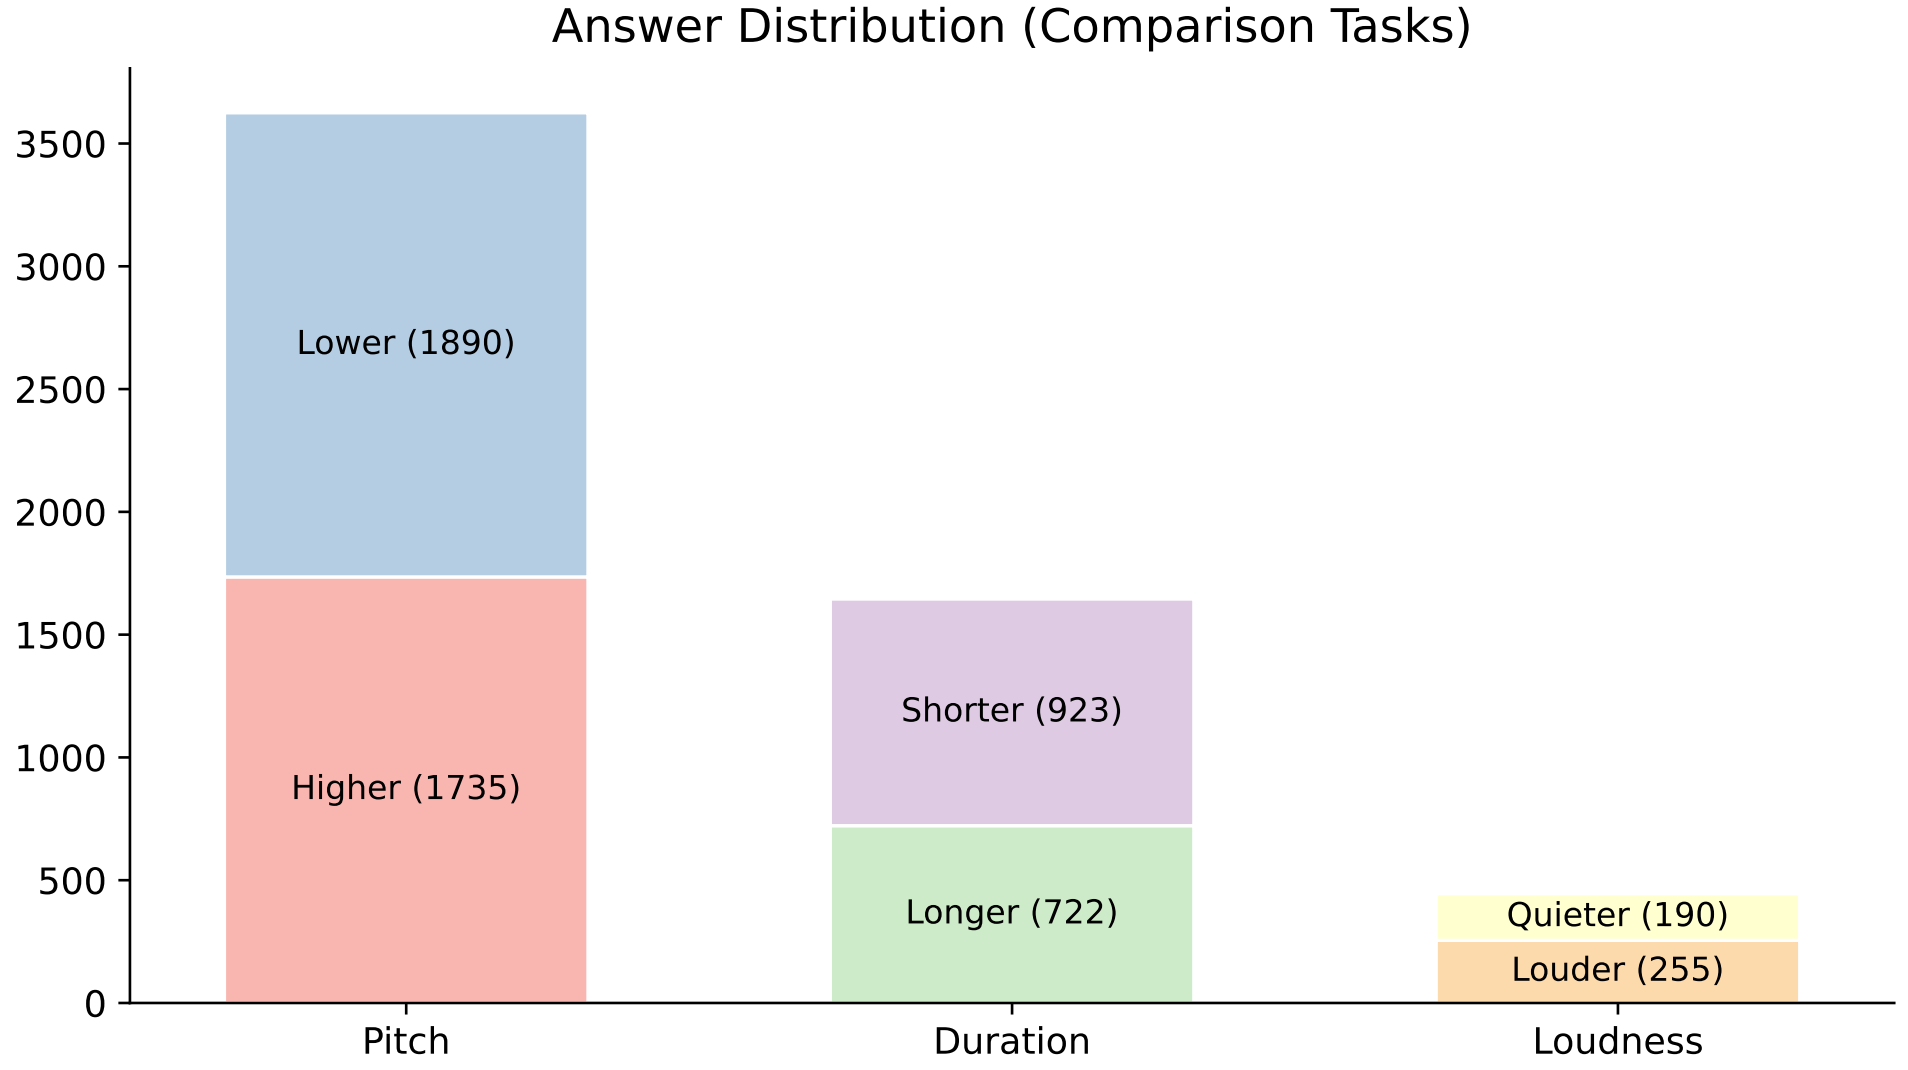 Answer Distribution (Comparison Tasks)
3500
3000
2500
2000
1500
1000
500
0
Lower (1890)
Higher (1735)
Shorter (923)
Longer (722)
Quieter (190)
Louder (255)
Pitch
Duration
Loudness